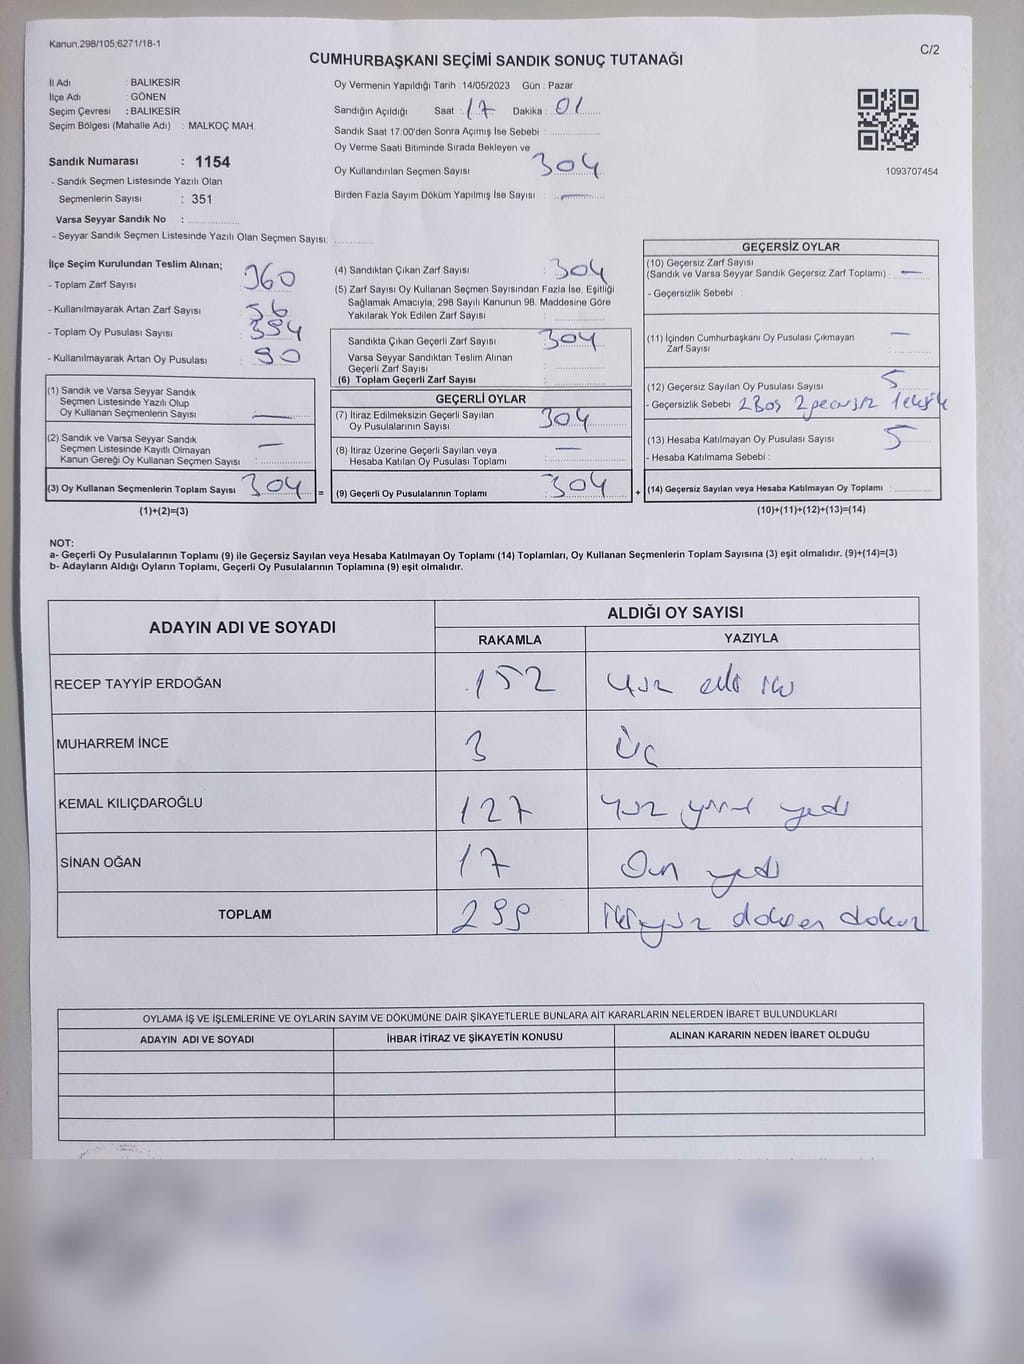 Kanun:298/105;6271/18-1
C/2
CUMHURBAŞKANI SEÇİMİ SANDIK SONUÇ TUTANAĞI
İl Adı : BALIKESİR
İlçe Adı : GÖNEN
Seçim Çevresi : BALIKESİR
Seçim Bölgesi (Mahalle Adı) : MALKOÇ MAH.
Sandık Numarası : 1154
- Sandık Seçmen Listesinde Yazılı Olan
Seçmenlerin Sayısı : 351
Varsa Seyyar Sandık No :
- Seyyar Sandık Seçmen Listesinde Yazılı Olan Seçmen Sayısı:
Oy Vermenin Yapıldığı Tarih : 14/05/2023 Gün : Pazar
Sandığın Açıldığı Saat : 17 Dakika : 01
Sandık Saat 17:00'den Sonra Açımış İse Sebebi :
Oy Verme Saati Bitiminde Sırada Bekleyen ve
Oy Kullandırılan Seçmen Sayısı 304
Birden Fazla Sayım Döküm Yapılmış İse Sayısı : —
1093707454
İlçe Seçim Kurulundan Teslim Alınan;
- Toplam Zarf Sayısı : 360
- Kullanılmayarak Artan Zarf Sayısı : 56
- Toplam Oy Pusulası Sayısı : 394
- Kullanılmayarak Artan Oy Pusulası : 90
(1) Sandık ve Varsa Seyyar Sandık
Seçmen Listesinde Yazılı Olup
Oy Kullanan Seçmenlerin Sayısı : —
(2) Sandık ve Varsa Seyyar Sandık
Seçmen Listesinde Kayıtlı Olmayan
Kanun Gereği Oy Kullanan Seçmen Sayısı : —
(3) Oy Kullanan Seçmenlerin Toplam Sayısı : 304
(1)+(2)=(3)
=
(4) Sandıktan Çıkan Zarf Sayısı : 304
(5) Zarf Sayısı Oy Kullanan Seçmen Sayısından Fazla İse, Eşitliği
Sağlamak Amacıyla, 298 Sayılı Kanunun 98. Maddesine Göre
Yakılarak Yok Edilen Zarf Sayısı :
Sandıkta Çıkan Geçerli Zarf Sayısı : 304
Varsa Seyyar Sandıktan Teslim Alınan
Geçerli Zarf Sayısı :
(6) Toplam Geçerli Zarf Sayısı :
GEÇERLİ OYLAR
(7) İtiraz Edilmeksizin Geçerli Sayılan
Oy Pusulalarının Sayısı : 304
(8) İtiraz Üzerine Geçerli Sayılan veya
Hesaba Katılan Oy Pusulası Toplamı : —
(9) Geçerli Oy Pusulalarının Toplamı : 304
+
GEÇERSİZ OYLAR
(10) Geçersiz Zarf Sayısı
(Sandık ve Varsa Seyyar Sandık Geçersiz Zarf Toplamı) : —
- Geçersizlik Sebebi :
(11) İçinden Cumhurbaşkanı Oy Pusulası Çıkmayan —
Zarf Sayısı :
(12) Geçersiz Sayılan Oy Pusulası Sayısı : 5
- Geçersizlik Sebebi : 2 Boş 2
(13) Hesaba Katılmayan Oy Pusulası Sayısı : 5
- Hesaba Katılmama Sebebi :
(14) Geçersiz Sayılan veya Hesaba Katılmayan Oy Toplamı :
(10)+(11)+(12)+(13)=(14)
NOT:
a- Geçerli Oy Pusulalarının Toplamı (9) ile Geçersiz Sayılan veya Hesaba Katılmayan Oy Toplamı (14) Toplamları, Oy Kullanan Seçmenlerin Toplam Sayısına (3) eşit olmalıdır. (9)+(14)=(3)
b- Adayların Aldığı Oyların Toplamı, Geçerli Oy Pusulalarının Toplamına (9) eşit olmalıdır.
ADAYIN ADI VE SOYADI
ALDIĞI OY SAYISI
RAKAMLA YAZIYLA
RECEP TAYYİP ERDOĞAN 152 yüz elli iki
MUHARREM İNCE 3 Üç
KEMAL KILIÇDAROĞLU 127 yüz yirmi yedi
SİNAN OĞAN 17 On yedi
TOPLAM 299 ikiyüz doksan dokuz
OYLAMA İŞ VE İŞLEMLERİNE VE OYLARIN SAYIM VE DÖKÜMÜNE DAİR ŞİKAYETLERLE BUNLARA AİT KARARLARIN NELERDEN İBARET BULUNDUKLARI
ADAYIN ADI VE SOYADI İHBAR İTİRAZ VE ŞİKAYETİN KONUSU ALINAN KARARIN NEDEN İBARET OLDUĞU